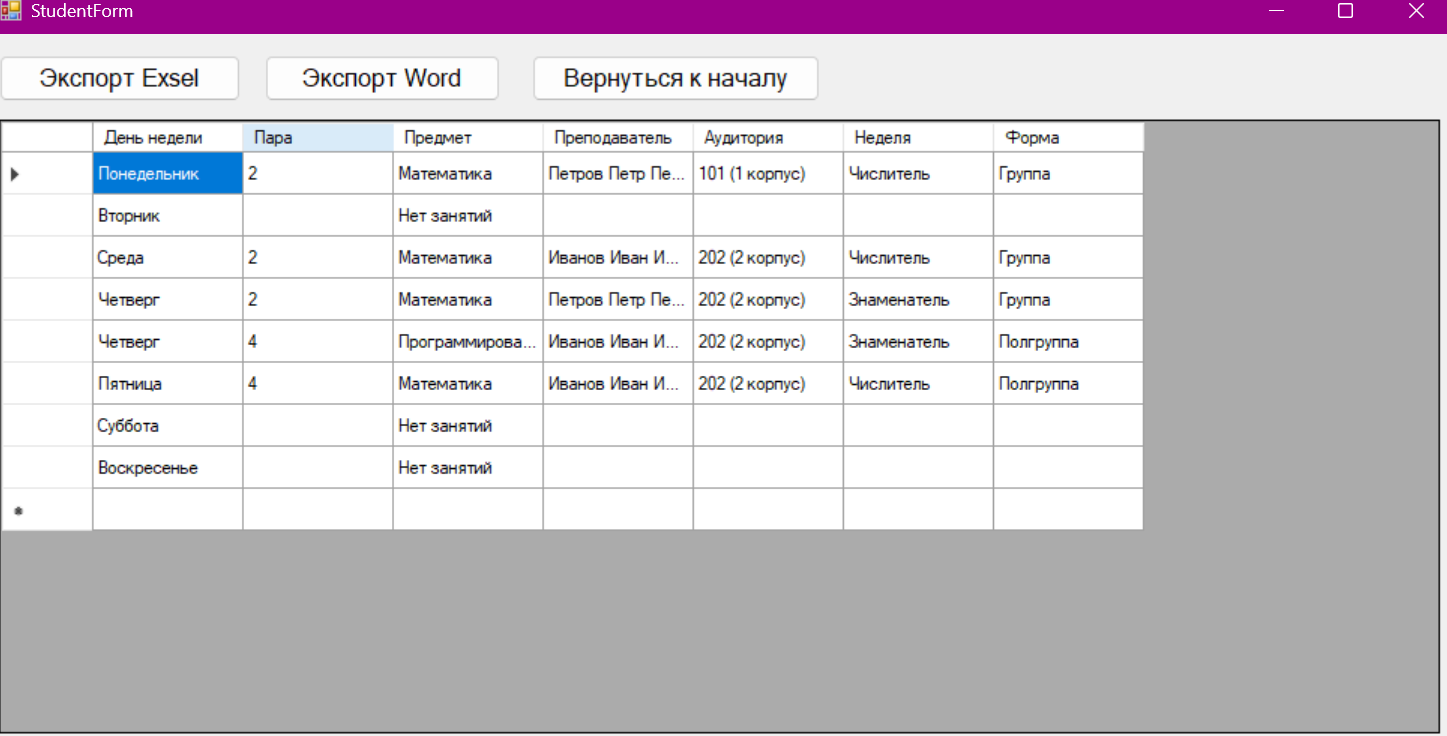 StudentForm
Экспорт Exsel Экспорт Word Вернуться к началу
День недели Пара Предмет Преподаватель Аудитория Неделя Форма
Понедельник 2 Математика Петров Петр Пе... 101 (1 корпус) Числитель Группа
Вторник Нет занятий
Среда 2 Математика Иванов Иван И... 202 (2 корпус) Числитель Группа
Четверг 2 Математика Петров Петр Пе... 202 (2 корпус) Знаменатель Группа
Четверг 4 Программирова... Иванов Иван И... 202 (2 корпус) Знаменатель Полгруппа
Пятница 4 Математика Иванов Иван И... 202 (2 корпус) Числитель Полгруппа
Суббота Нет занятий
Воскресенье Нет занятий